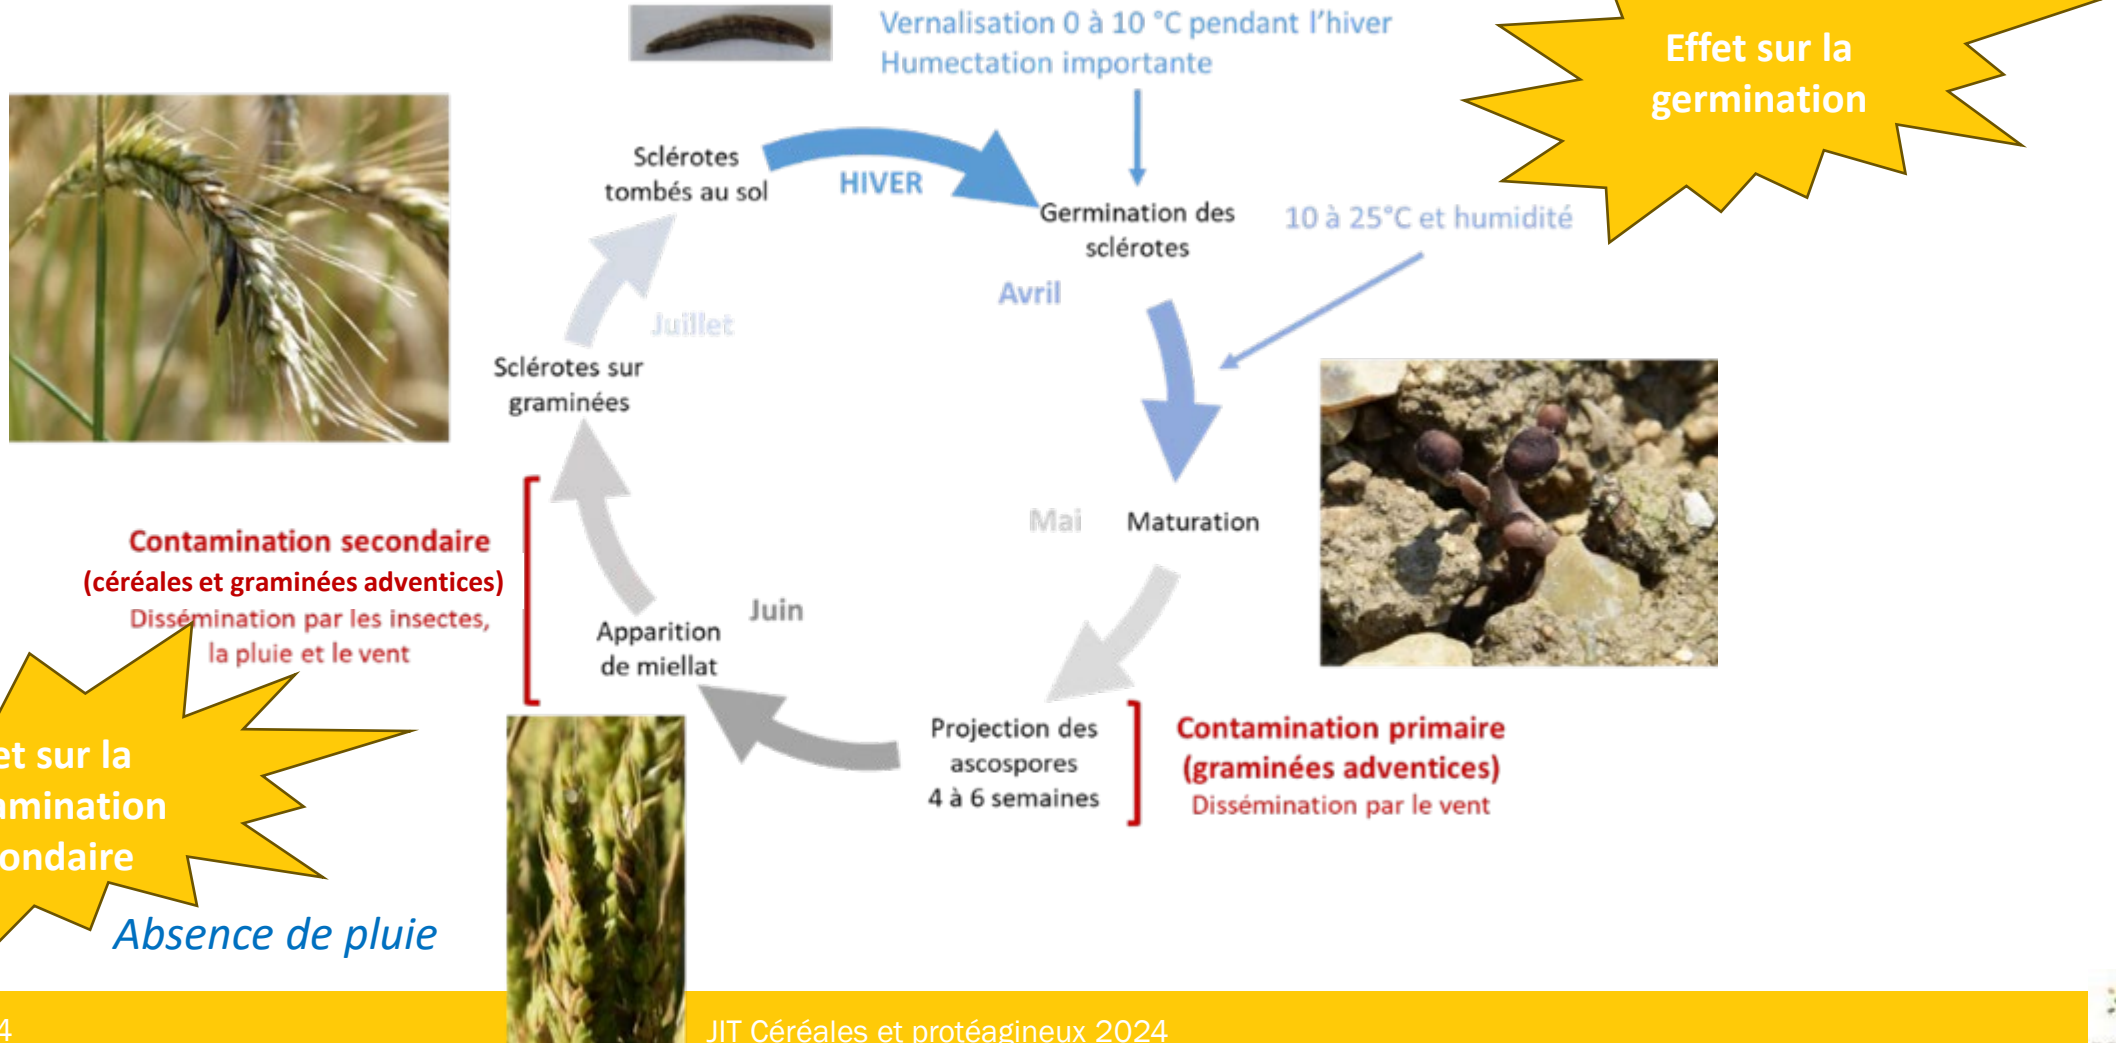 Vernalisation 0 à 10 °C pendant l'hiver
Humectation importante
Effet sur la
germination
Sclérotes
tombés au sol
HIVER
Germination des
sclérotes
10 à 25°C et humidité
Avril
Juillet
Sclérotes sur
graminées
Mai
Maturation
Contamination secondaire
(céréales et graminées adventices)
Dissémination par les insectes,
la pluie et le vent
Juin
Apparition
de miellat
Projection des
ascospores
4 à 6 semaines
Contamination primaire
(graminées adventices)
Dissémination par le vent
et sur la
amination
ondaire
Absence de pluie
4
JIT Céréales et protéagineux 2024